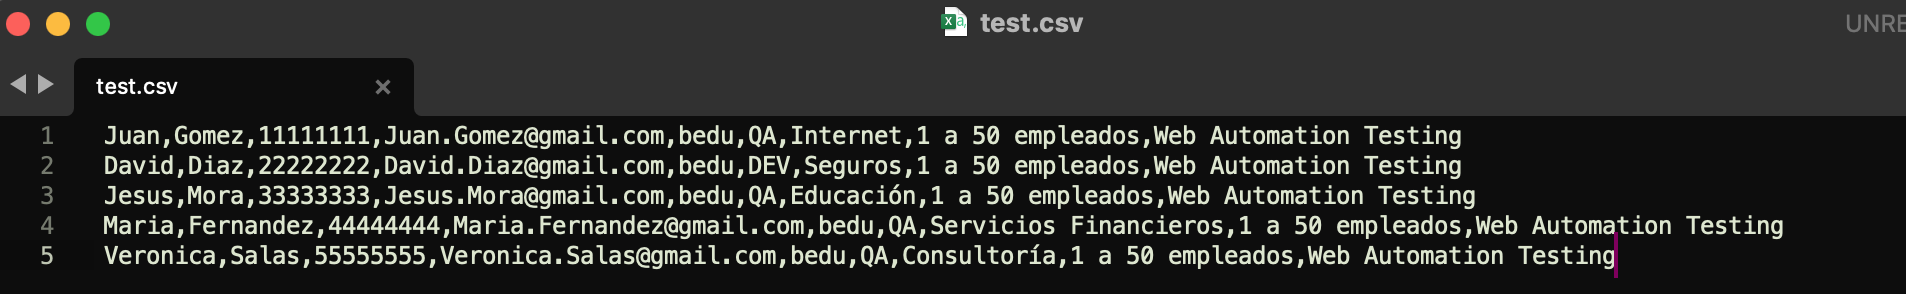 test.csv
UNRE
test.csv
1 Juan,Gomez,11111111,Juan.Gomez@gmail.com,bedu,QA,Internet,1 a 50 empleados,Web Automation Testing
2 David,Diaz,22222222,David.Diaz@gmail.com,bedu,DEV,Seguros,1 a 50 empleados,Web Automation Testing
3 Jesus,Mora,33333333,Jesus.Mora@gmail.com,bedu,QA,Educación,1 a 50 empleados,Web Automation Testing
4 Maria,Fernandez,44444444,Maria.Fernandez@gmail.com,bedu,QA,Servicios Financieros,1 a 50 empleados,Web Automation Testing
5 Veronica,Salas,55555555,Veronica.Salas@gmail.com,bedu,QA,Consultoría,1 a 50 empleados,Web Automation Testing